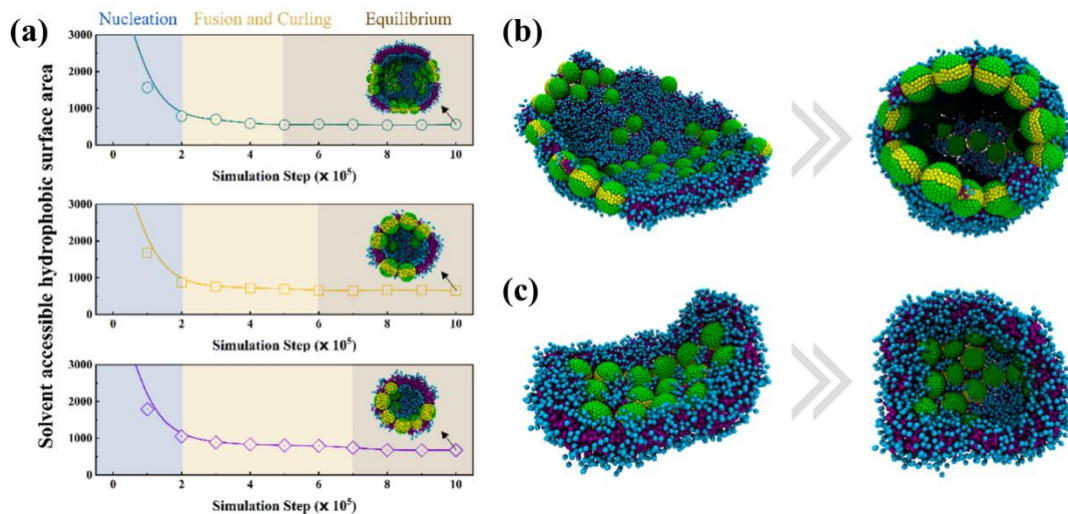 (a)
Nucleation Fusion and Curling Equilibrium
Solvent accessible hydrophobic surface area
3000
2000
1000
0
0 2 4 6 8 10
Simulation Step (× 10⁵)
3000
2000
1000
0
0 2 4 6 8 10
Simulation Step (× 10⁵)
3000
2000
1000
0
0 2 4 6 8 10
Simulation Step (× 10⁵)
(b)
(c)